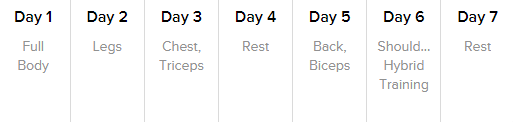 Day 1 Day 2 Day 3 Day 4 Day 5 Day 6 Day 7
Full Legs Chest, Rest Back, Should... Rest
Body Triceps Biceps Hybrid
Training